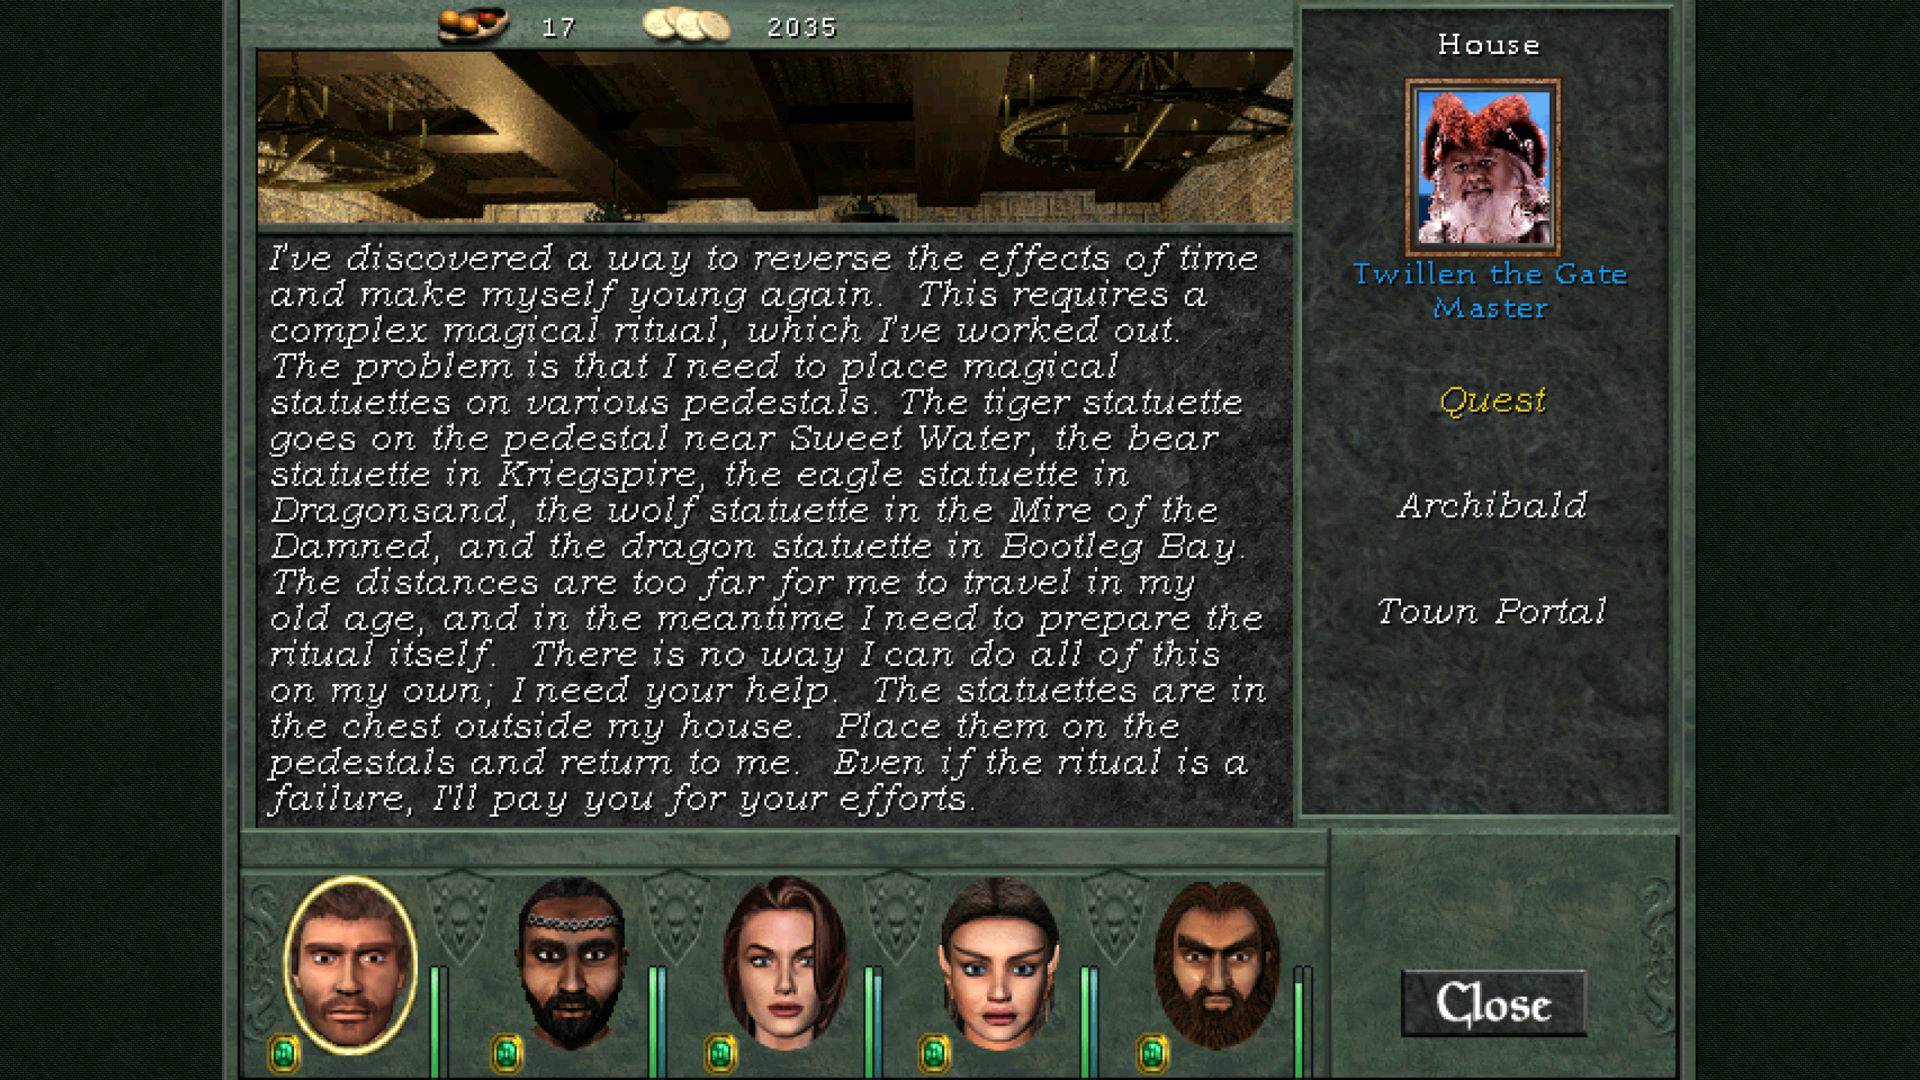 17 2035
House
I've discovered a way to reverse the effects of time
and make myself young again. This requires a
complex magical ritual, which I've worked out.
The problem is that I need to place magical
statuettes on various pedestals. The tiger statuette
goes on the pedestal near Sweet Water, the bear
statuette in Kriegspire, the eagle statuette in
Dragonsand, the wolf statuette in the Mire of the
Damned, and the dragon statuette in Bootleg Bay.
The distances are too far for me to travel in my
old age, and in the meantime I need to prepare the
ritual itself. There is no way I can do all of this
on my own; I need your help. The statuettes are in
the chest outside my house. Place them on the
pedestals and return to me. Even if the ritual is a
failure, I'll pay you for your efforts.
Twillen the Gate
Master
Quest
Archibald
Town Portal
Close